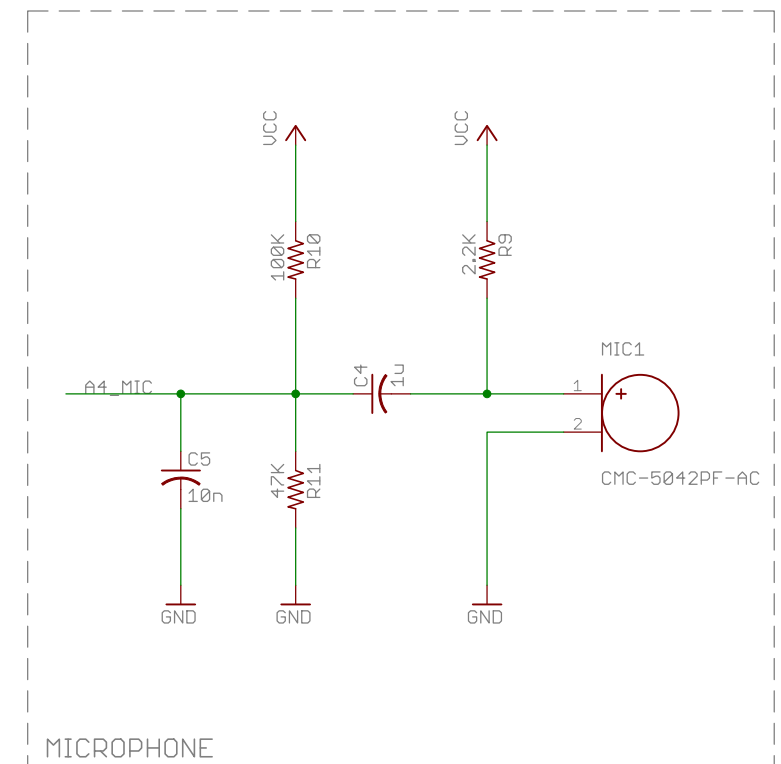 VCC
VCC
100K
R10
2.2K
R9
MIC1
A4_MIC
C4
1u
1
2
C5
10n
47K
R11
CMC-5042PF-AC
GND
GND
GND
MICROPHONE